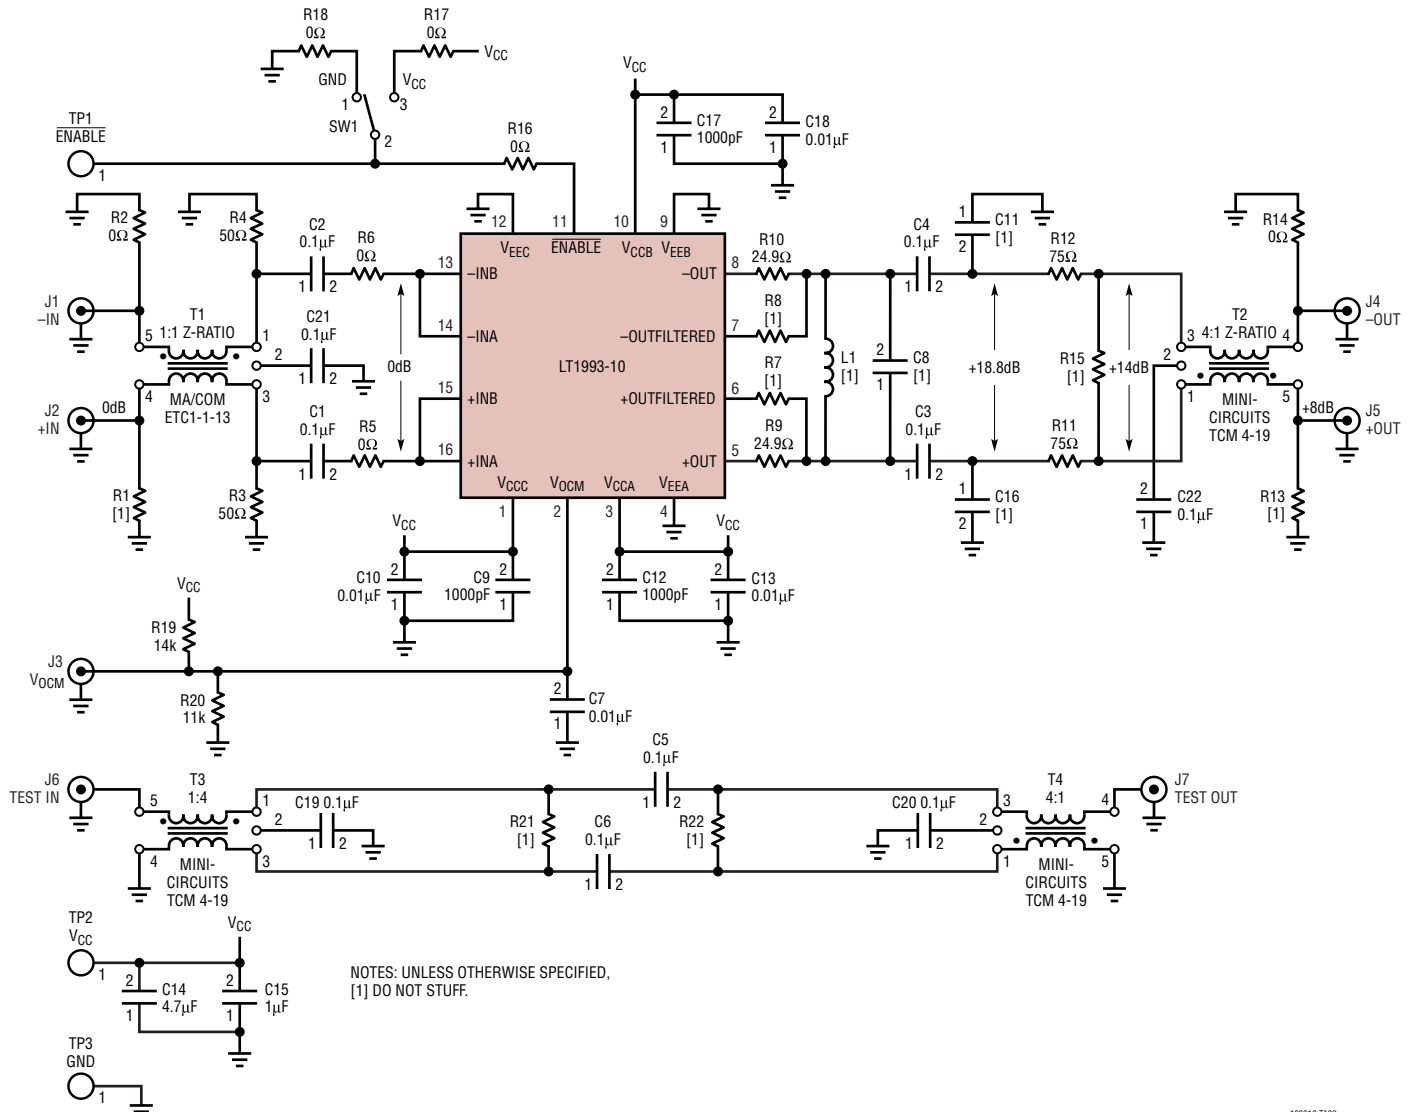 R18
0Ω
R17
0Ω
VCC
GND
VCC
1
3
SW1
2
TP1
ENABLE
1
R16
0Ω
VCC
2
1
C17
1000pF
2
1
C18
0.01µF
R2
0Ω
R4
50Ω
C2
0.1µF
1 2
R6
0Ω
12
11
10
9
VEEC
ENABLE
VCCB
VEEB
13
–INB
14
–INA
15
+INB
16
+INA
LT1993-10
–OUT
8
–OUTFILTERED
7
+OUTFILTERED
6
+OUT
5
VCCC
VOCM
VCCA
VEEA
1
2
3
4
R10
24.9Ω
R8
[1]
R7
[1]
R9
24.9Ω
L1
[1]
2
1
C8
[1]
C4
0.1µF
1 2
C3
0.1µF
1 2
1
2
C11
[1]
1
2
C16
[1]
+18.8dB
R12
75Ω
R15
[1]
R11
75Ω
+14dB
R14
0Ω
J4
–OUT
T2
4:1 Z-RATIO
3
2
1
4
5
MINI-
CIRCUITS
TCM 4-19
+8dB
J5
+OUT
R13
[1]
2
1
C22
0.1µF
J1
–IN
T1
1:1 Z-RATIO
5
4
1
2
3
MA/COM
ETC1-1-13
C21
0.1µF
1 2
0dB
J2
+IN
0dB
C1
0.1µF
1 2
R5
0Ω
R1
[1]
R3
50Ω
VCC
2
1
C10
0.01µF
2
1
C9
1000pF
VCC
2
1
C12
1000pF
2
1
C13
0.01µF
VCC
R19
14k
J3
VOCM
R20
11k
2
1
C7
0.01µF
J6
TEST IN
T3
1:4
5
4
1
2
3
MINI-
CIRCUITS
TCM 4-19
C19 0.1µF
1 2
R21
[1]
C5
0.1µF
1 2
C6
0.1µF
1 2
R22
[1]
C20 0.1µF
1 2
T4
4:1
3
2
1
4
5
MINI-
CIRCUITS
TCM 4-19
J7
TEST OUT
TP2
VCC
1
VCC
2
1
C14
4.7µF
2
1
C15
1µF
NOTES: UNLESS OTHERWISE SPECIFIED,
[1] DO NOT STUFF.
TP3
GND
1